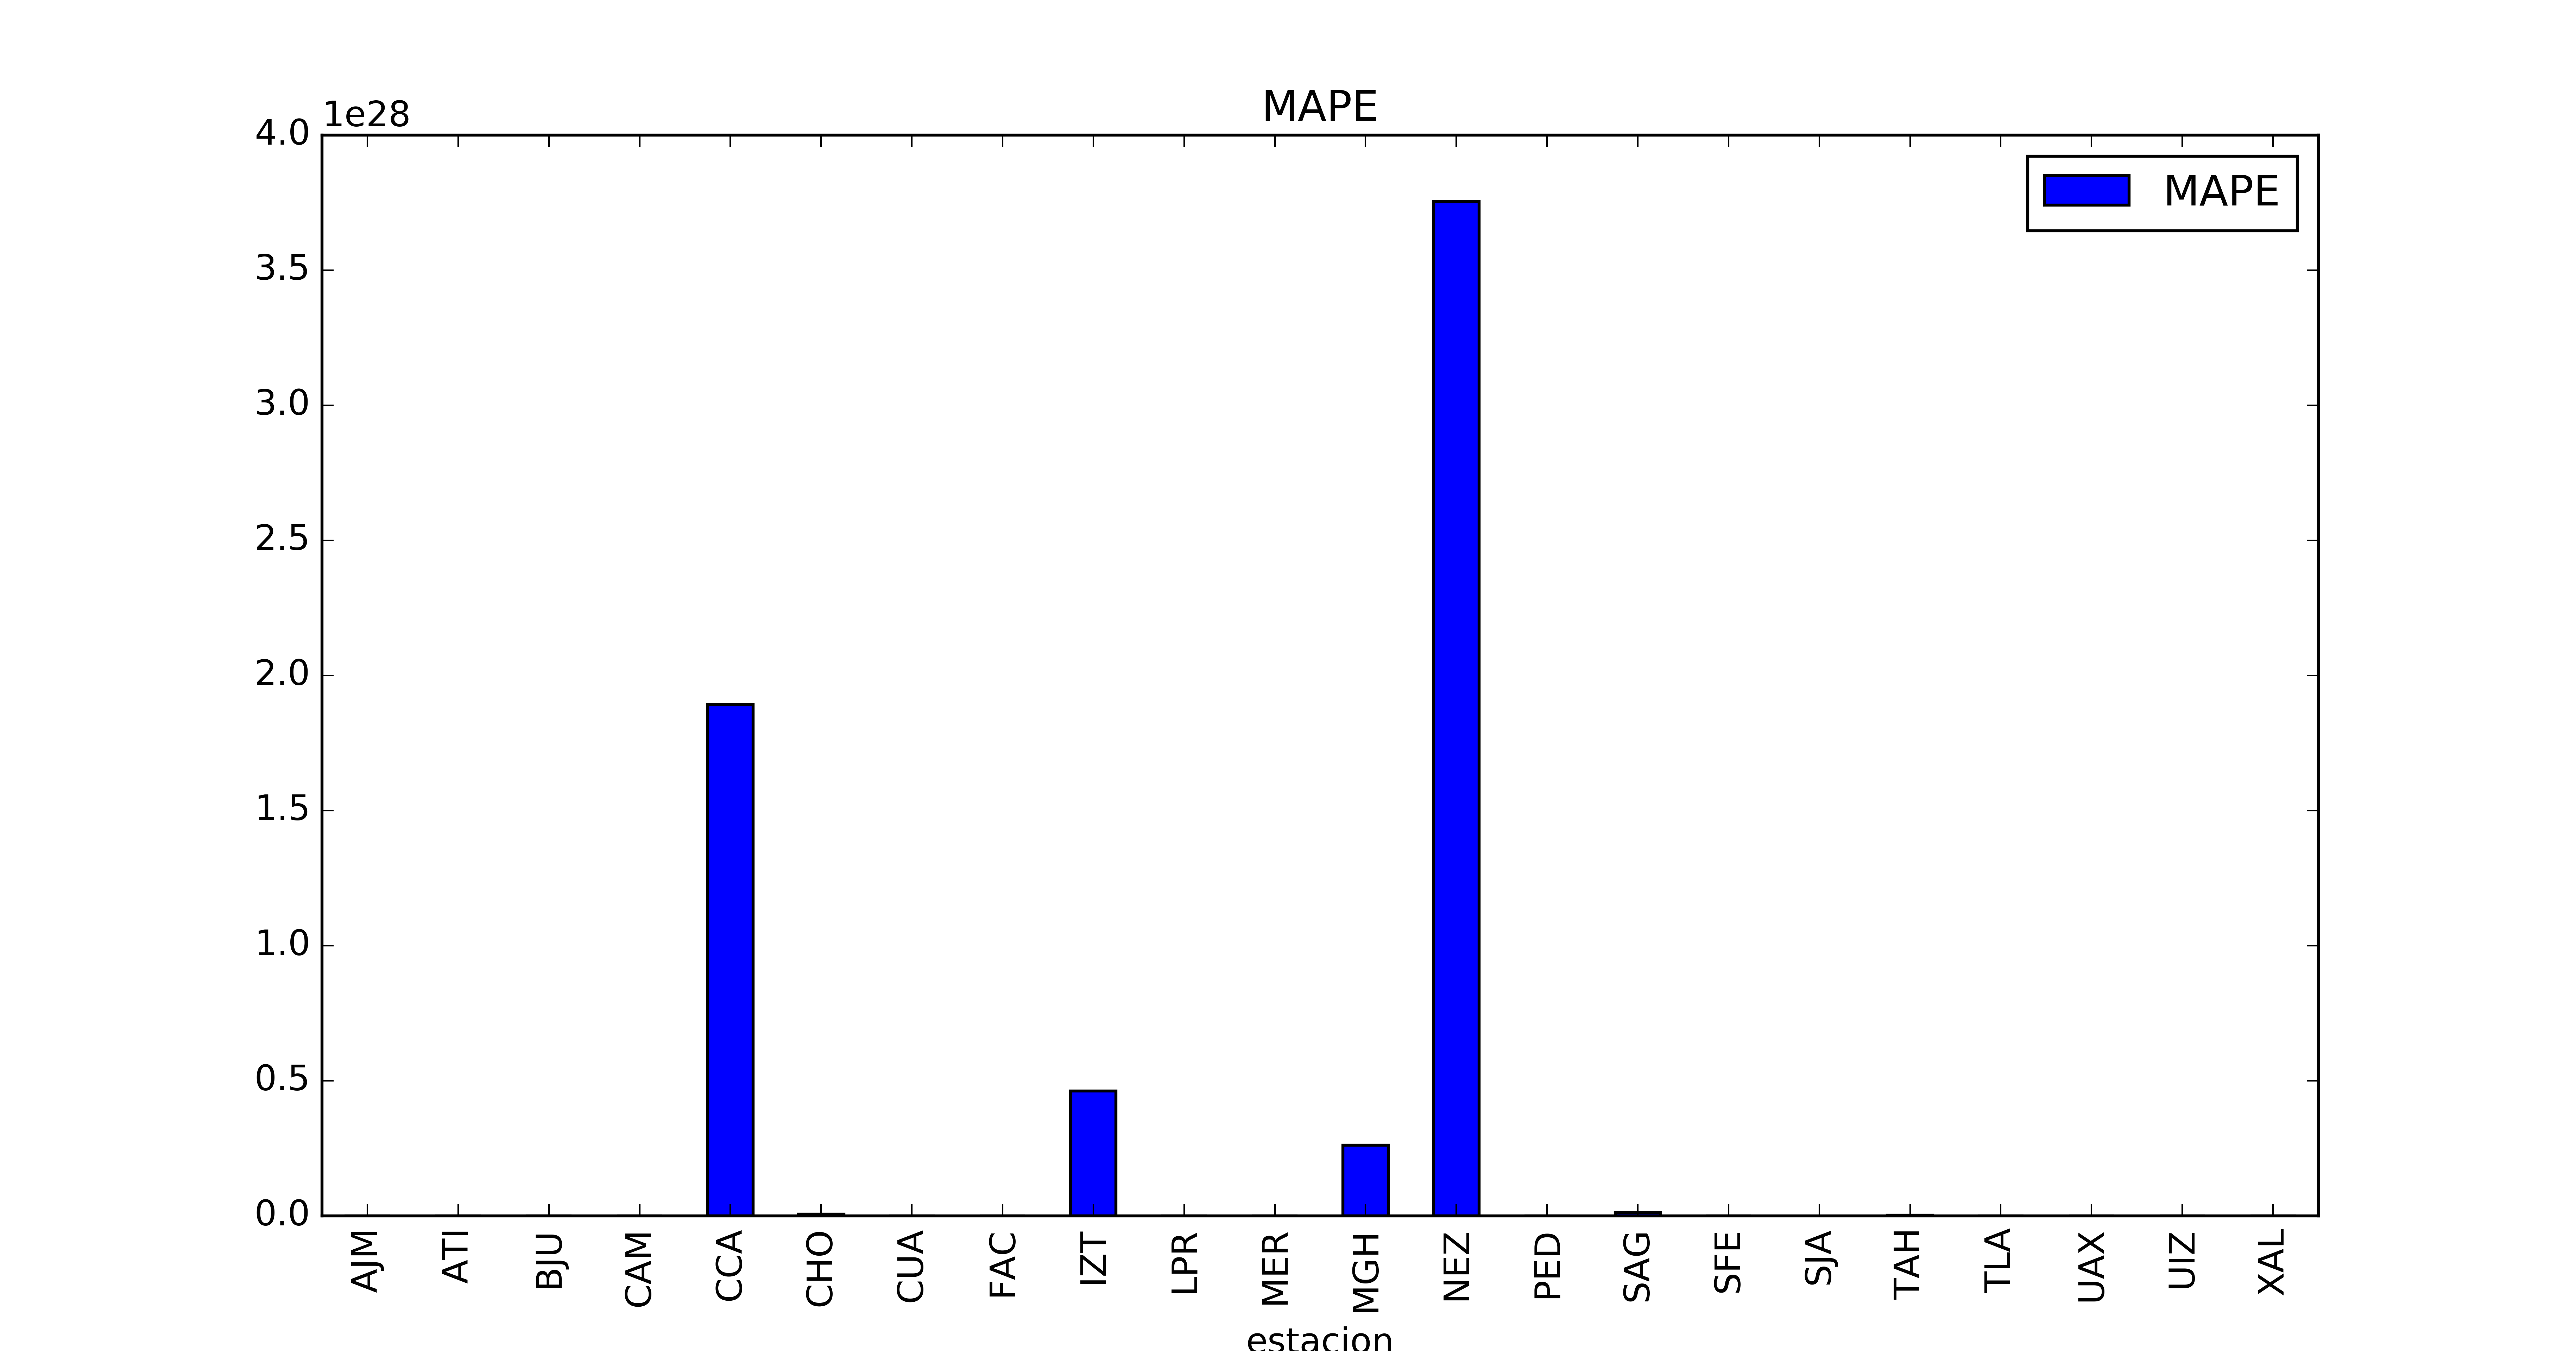 MAPE
1e28
4.0
3.5
3.0
2.5
2.0
1.5
1.0
0.5
0.0
MAPE
AJM
ATI
BJU
CAM
CCA
CHO
CUA
FAC
IZT
LPR
MER
MGH
NEZ
PED
SAG
SFE
SJA
TAH
TLA
UAX
UIZ
XAL
estacion